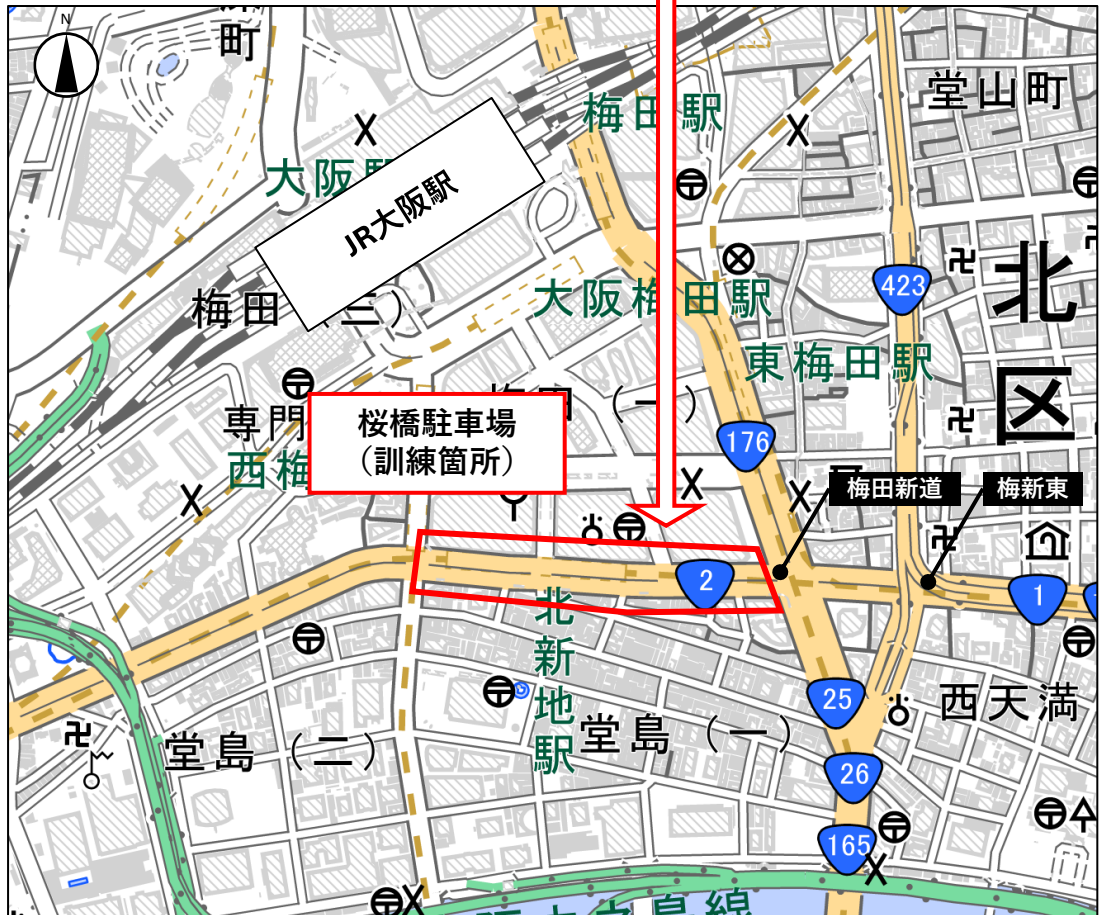 町
N
堂山町
梅田駅
大阪駅
JR大阪駅
北区
423
大阪梅田駅
梅田（三）
東梅田駅
梅田（一）
専門
桜橋駐車場
（訓練箇所）
176
西梅
梅田新道
梅新東
2
1
北新地駅
25
西天満
堂島（二）
堂島（一）
26
165